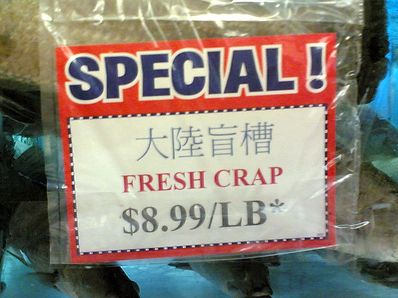 SPECIAL!
大陸盲槽
FRESH CRAP
$8.99/LB*